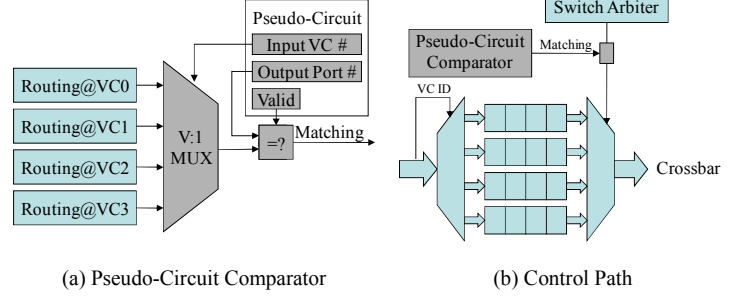 Pseudo-Circuit
Input VC #
Output Port #
Valid
Routing@VC0
Routing@VC1
Routing@VC2
Routing@VC3
V:1
MUX
=?
Matching
(a) Pseudo-Circuit Comparator
Switch Arbiter
Pseudo-Circuit
Comparator
Matching
VC ID
Crossbar
(b) Control Path